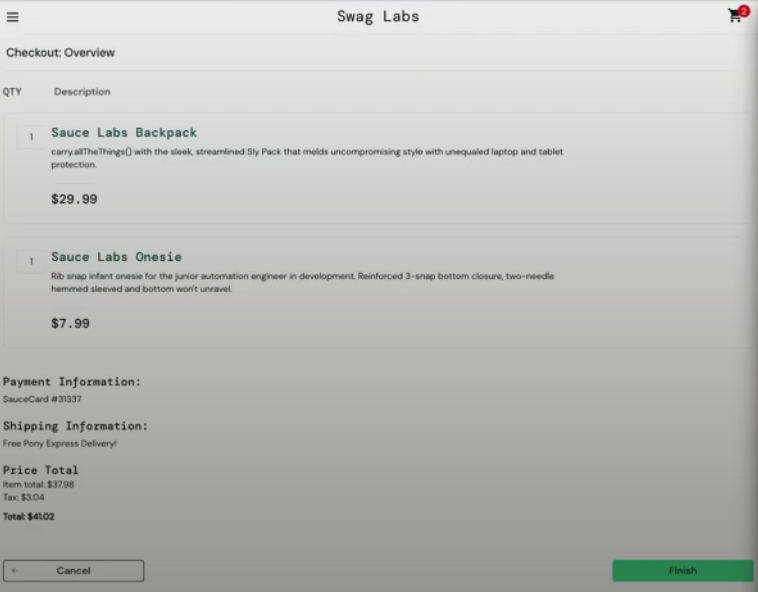 Swag Labs
2
Checkout: Overview
QTY Description
1
Sauce Labs Backpack
carry.allTheThings() with the sleek, streamlined Sly Pack that melds uncompromising style with unequaled laptop and tablet
protection.
$29.99
1
Sauce Labs Onesie
Rib snap infant onesie for the junior automation engineer in development. Reinforced 3-snap bottom closure, two-needle
hemmed sleeved and bottom won't unravel.
$7.99
Payment Information:
SauceCard #31337
Shipping Information:
Free Pony Express Delivery!
Price Total
Item total: $37.98
Tax: $3.04
Total: $41.02
Cancel
Finish